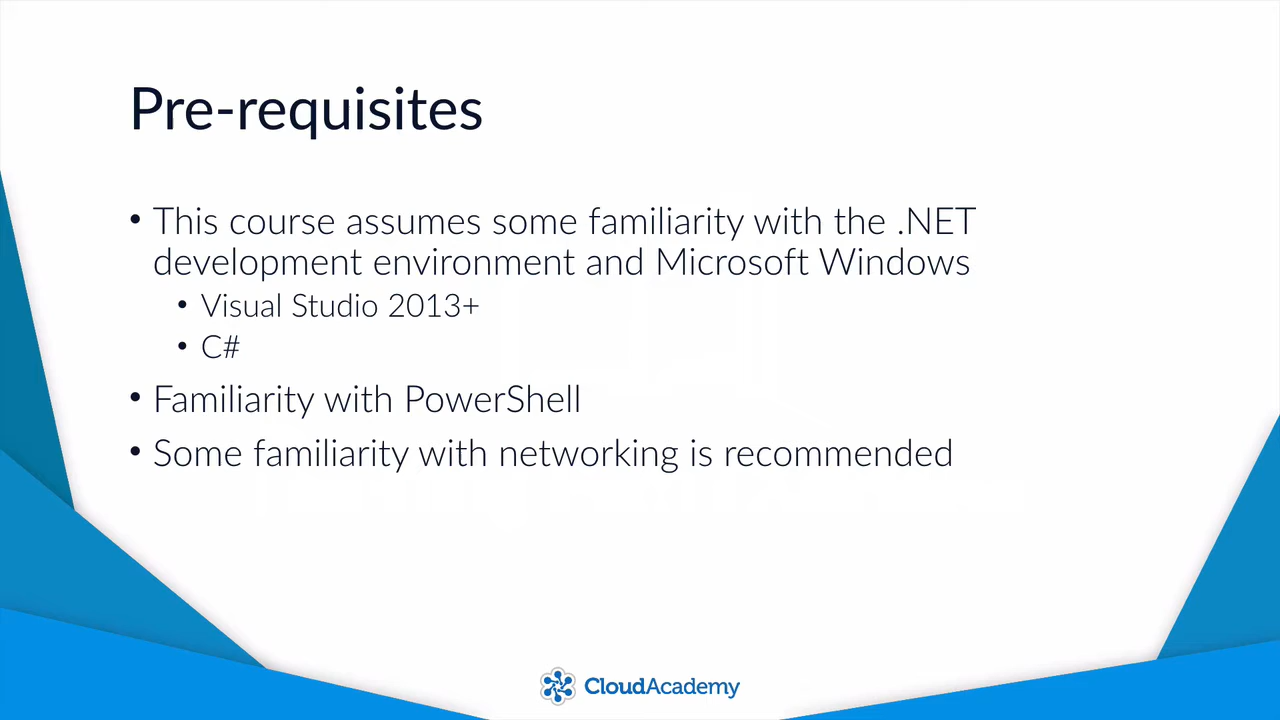 Pre-requisites
• This course assumes some familiarity with the .NET
development environment and Microsoft Windows
• Visual Studio 2013+
• C#
• Familiarity with PowerShell
• Some familiarity with networking is recommended
CloudAcademy